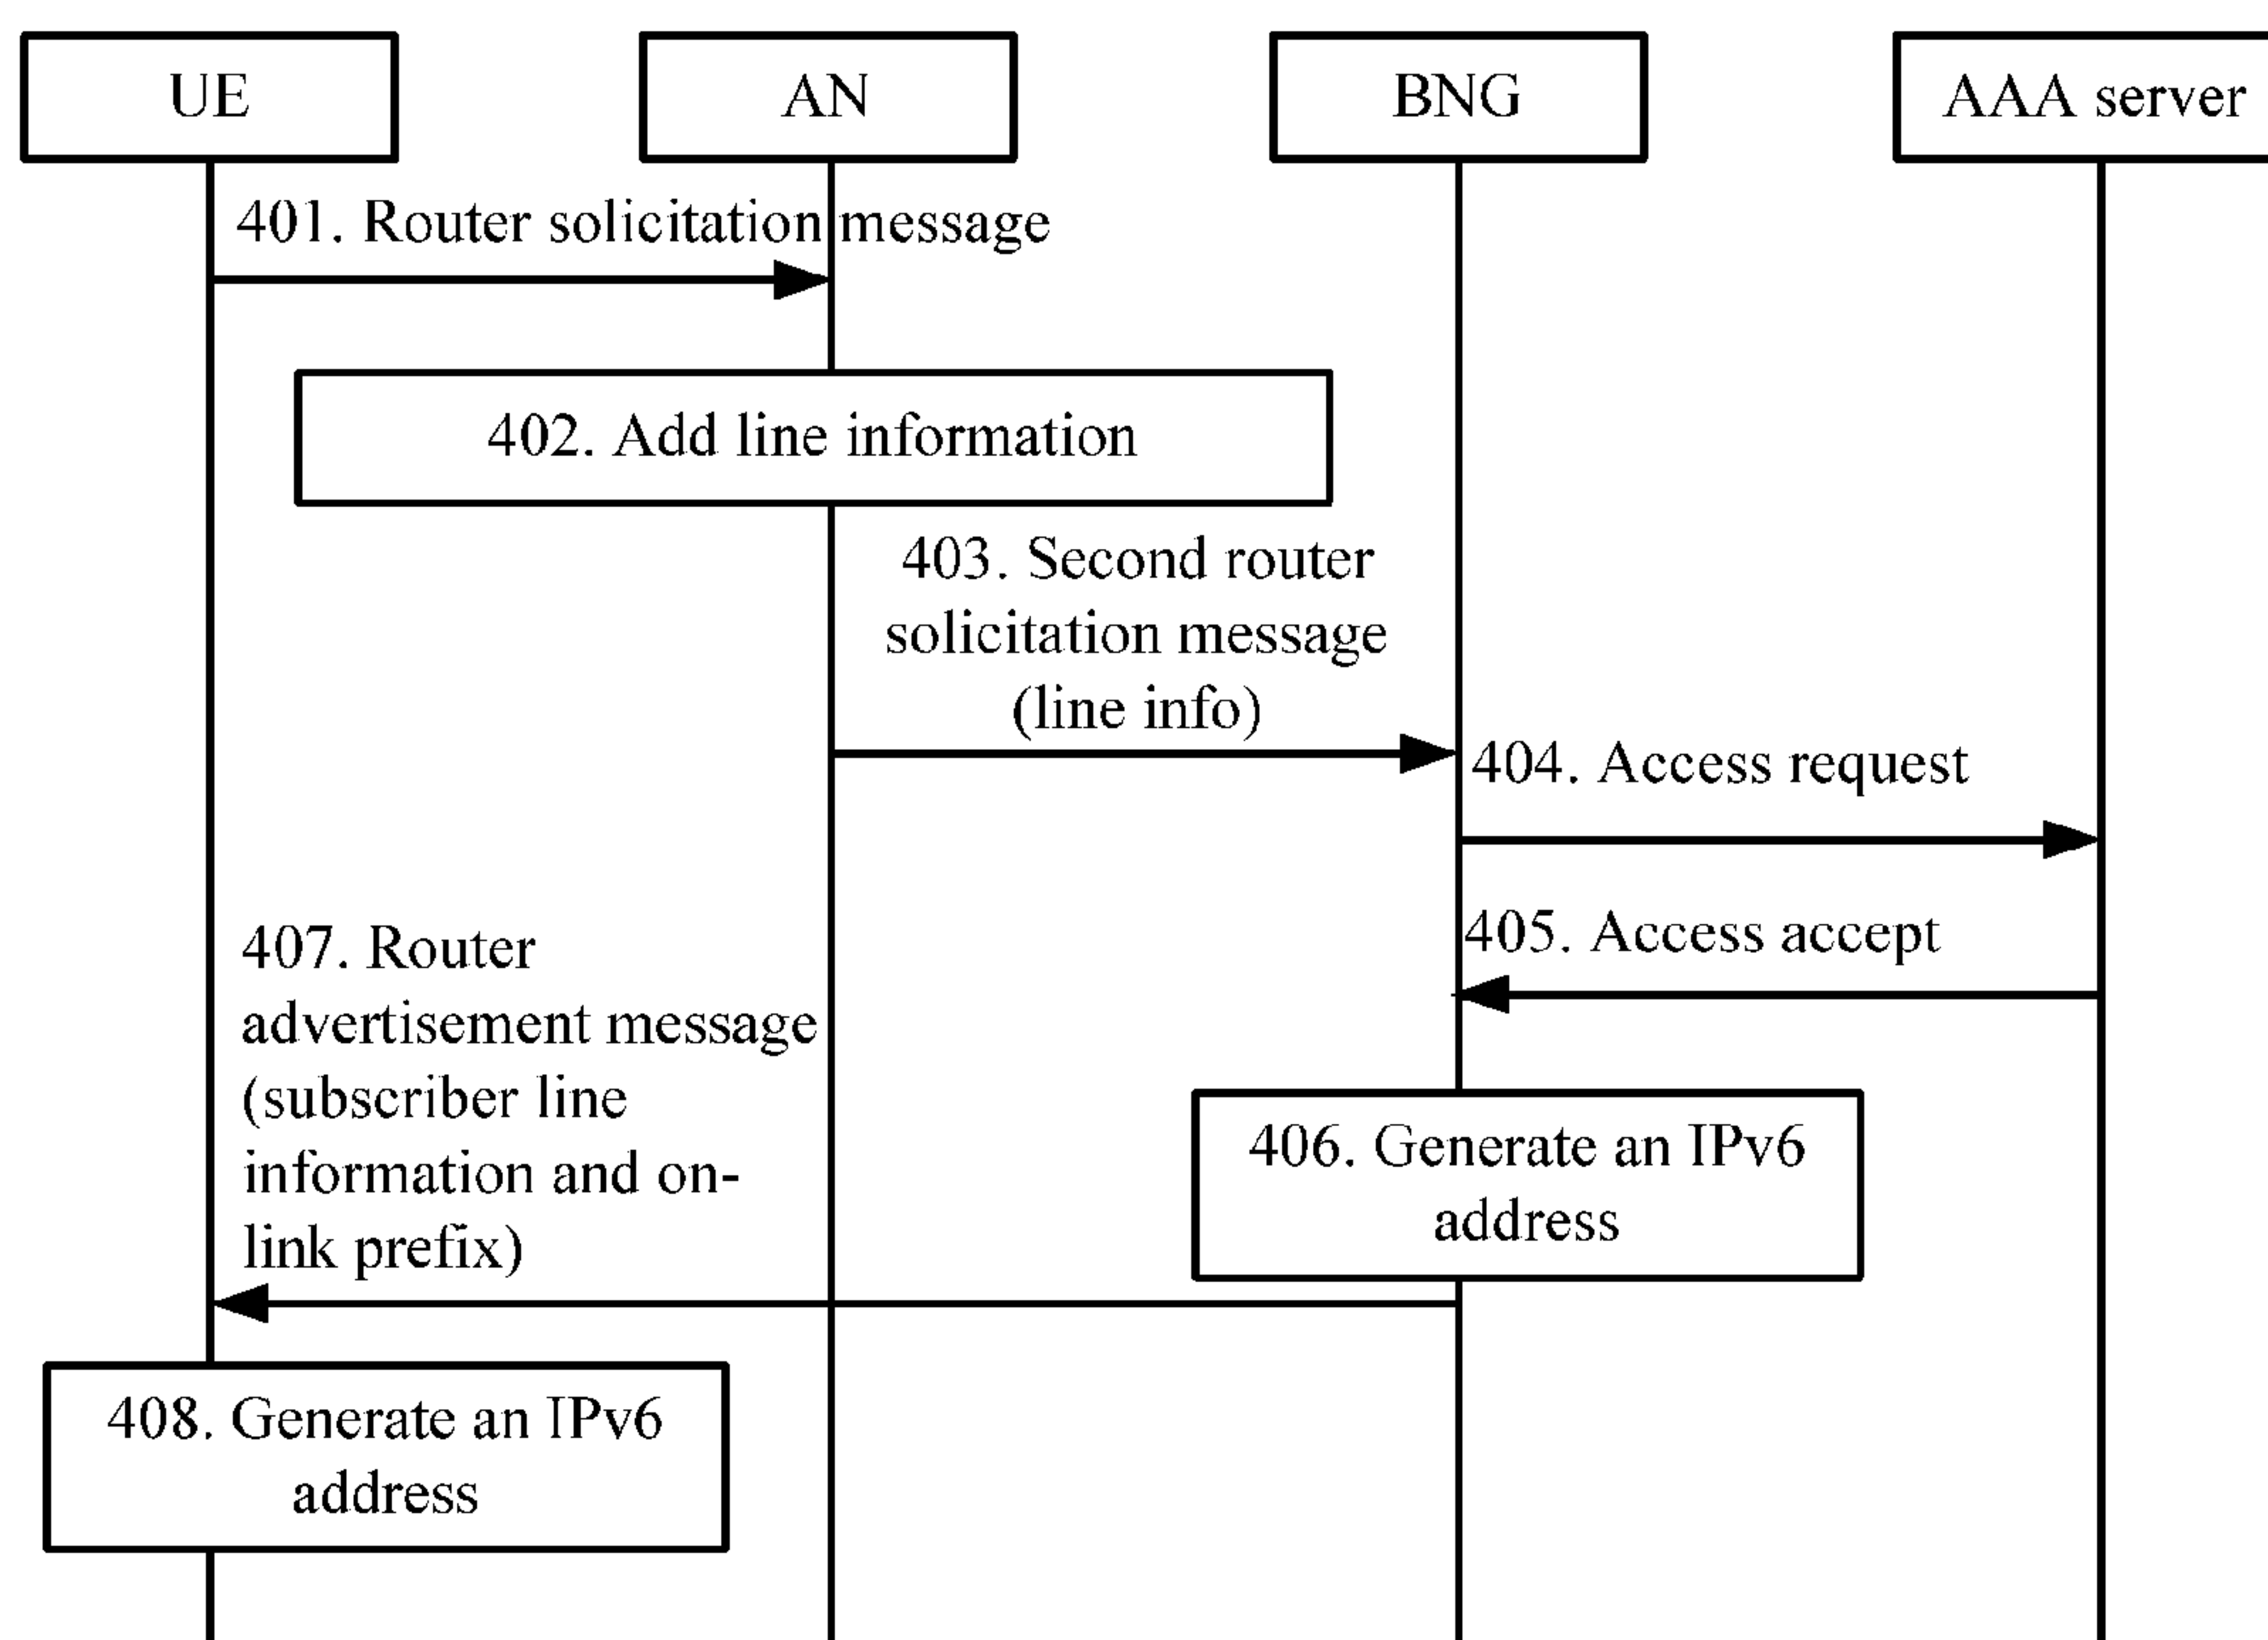 UE
AN
BNG
AAA server
401. Router solicitation message
402. Add line information
403. Second router
solicitation message
(line info)
404. Access request
405. Access accept
407. Router
advertisement message
(subscriber line
information and on-
link prefix)
406. Generate an IPv6
address
408. Generate an IPv6
address